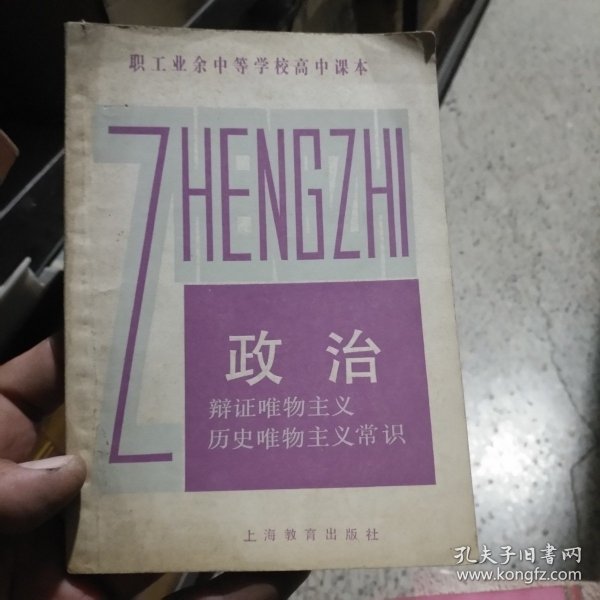 职工业余中等学校高中课本
ZHENGZHI
政治
辩证唯物主义
历史唯物主义常识
上海教育出版社
孔夫子旧书网
www.kongfz.com